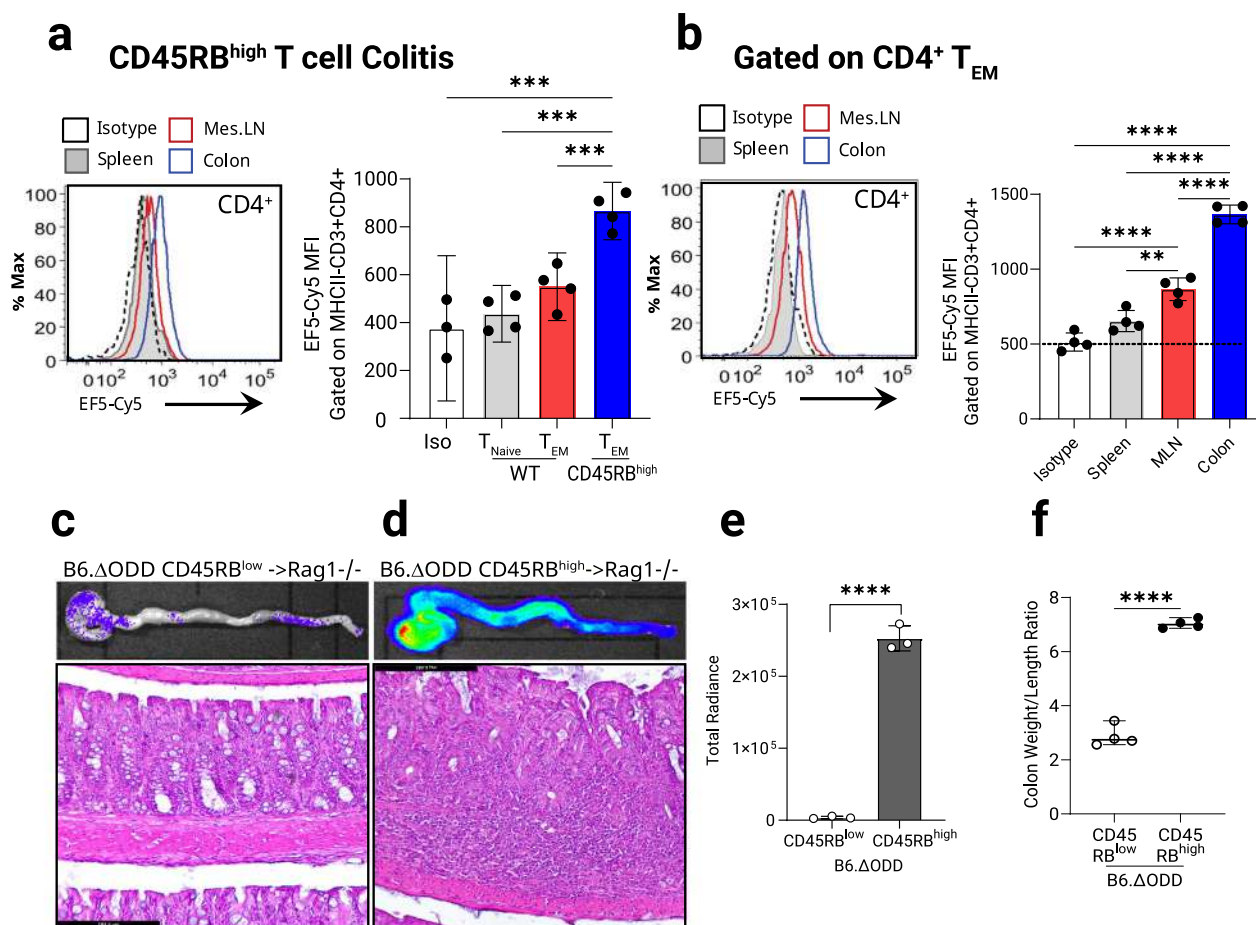 a
CD45RBhigh T cell Colitis
Isotype
Mes.LN
Spleen
Colon
CD4+
% Max
100
80
60
40
20
0
0 10² 10³ 10⁴ 10⁵
EF5-Cy5
EF5-Cy5 MFI
Gated on MHCII-CD3+CD4+
1000
800
600
400
200
0
***
***
***
Iso
TNaive
TEM
TEM
WT
CD45RBhigh
b
Gated on CD4+ TEM
Isotype
Mes.LN
Spleen
Colon
CD4+
% Max
100
80
60
40
20
0
0 10² 10³ 10⁴ 10⁵
EF5-Cy5
EF5-Cy5 MFI
Gated on MHCII-CD3+CD4+
1500
1000
500
0
****
****
****
****
**
Isotype
Spleen
MLN
Colon
c
B6.ΔODD CD45RBlow ->Rag1-/-
d
B6.ΔODD CD45RBhigh->Rag1-/-
e
Total Radiance
3×10⁵
2×10⁵
1×10⁵
0
****
CD45RBlow
CD45RBhigh
B6.ΔODD
f
Colon Weight/Length Ratio
8
6
4
2
0
****
CD45
RBlow
CD45
RBhigh
B6.ΔODD